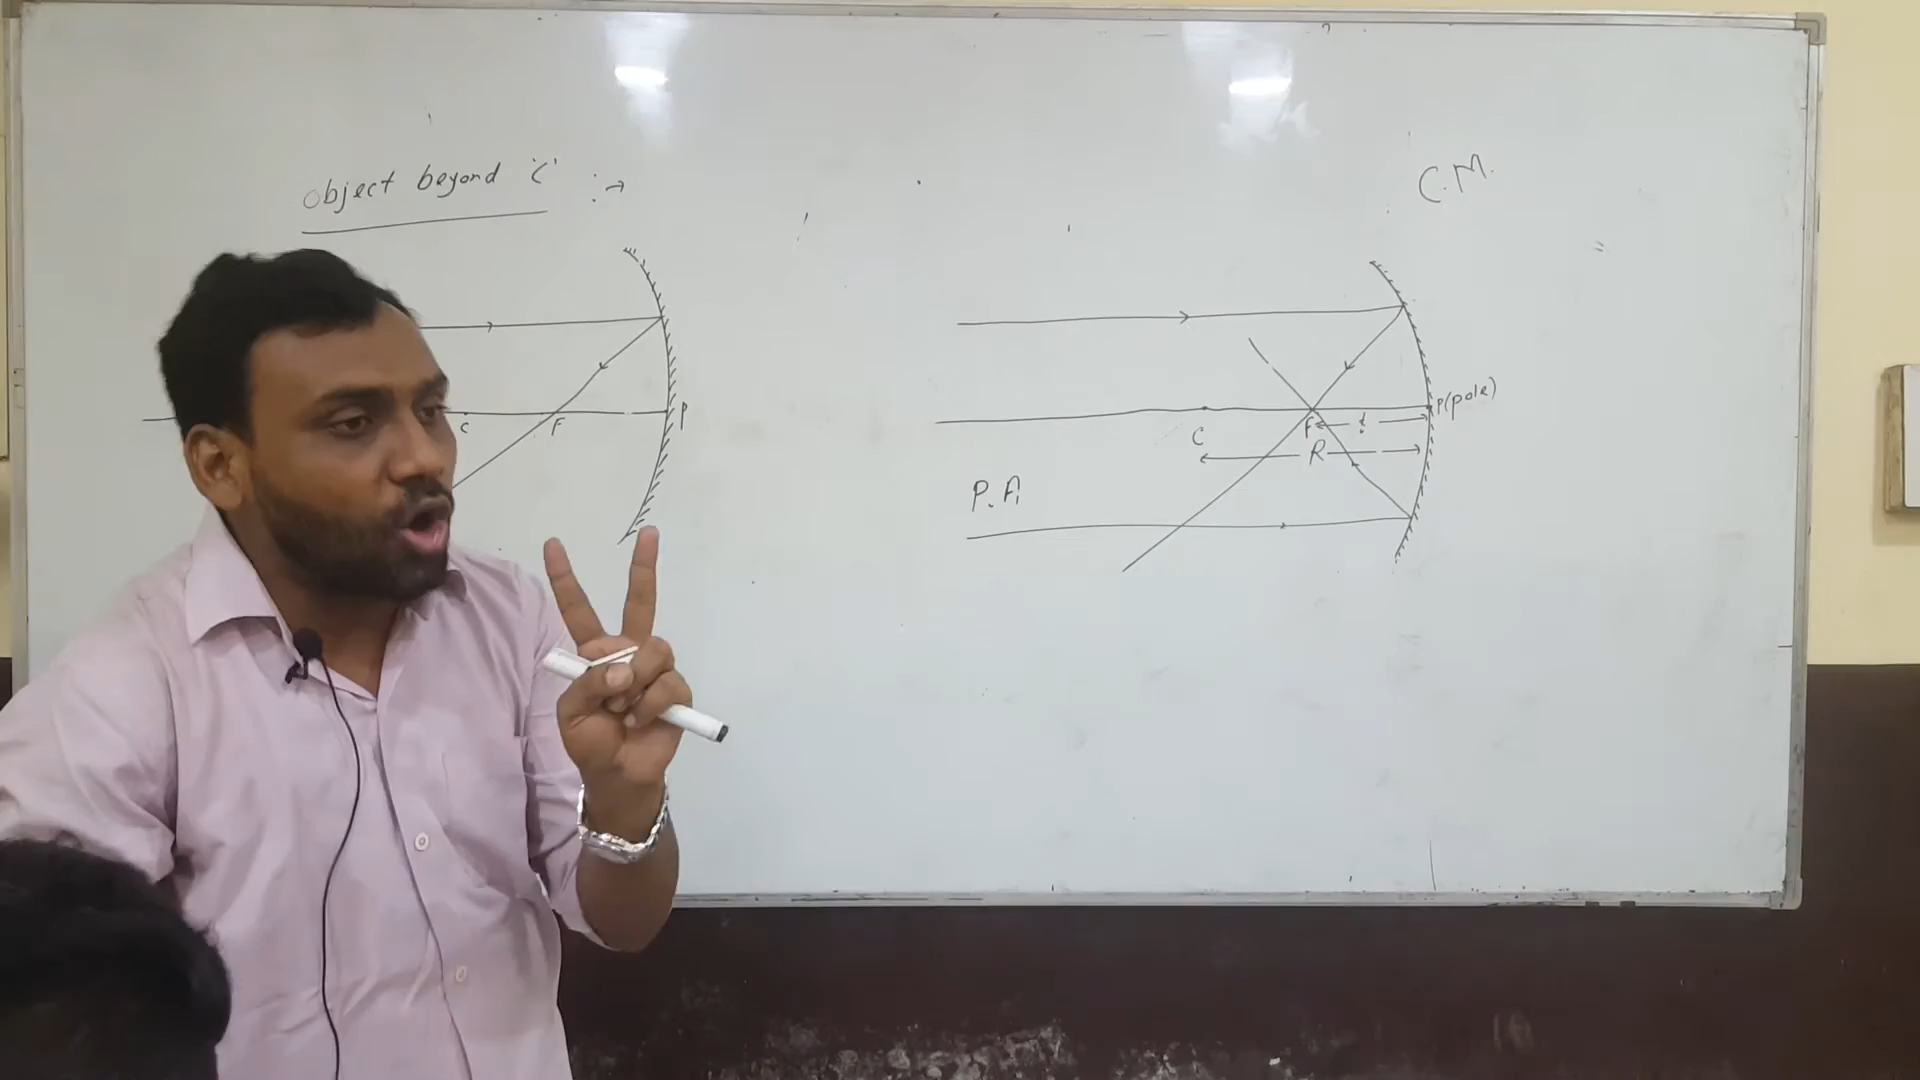 object beyond 'C' :→
C F P
C.M.
P(pole)
C F f
R
P.A